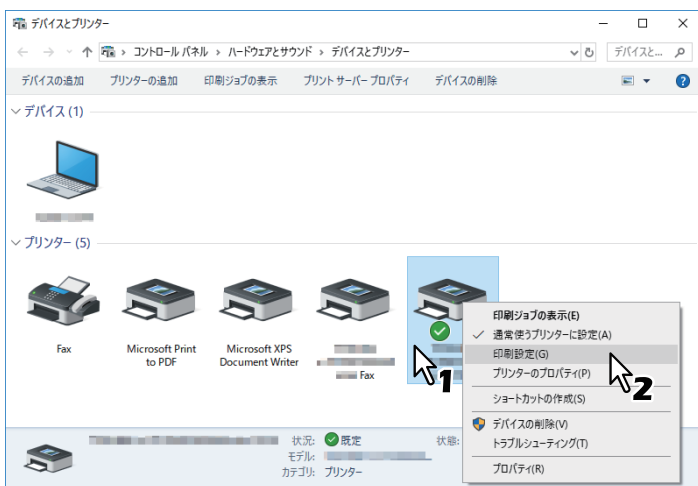 デバイスとプリンター
コントロール パネル › ハードウェアとサウンド › デバイスとプリンター
デバイスと...
デバイスの追加 プリンターの追加 印刷ジョブの表示 プリント サーバー プロパティ デバイスの削除
デバイス (1)
プリンター (5)
Fax
Microsoft Print
to PDF
Microsoft XPS
Document Writer
Fax
1
印刷ジョブの表示(E)
通常使うプリンターに設定(A)
印刷設定(G)
プリンターのプロパティ(P)
2
ショートカットの作成(S)
デバイスの削除(V)
トラブルシューティング(T)
プロパティ(R)
状況: 既定 状態:
モデル:
カテゴリ: プリンター